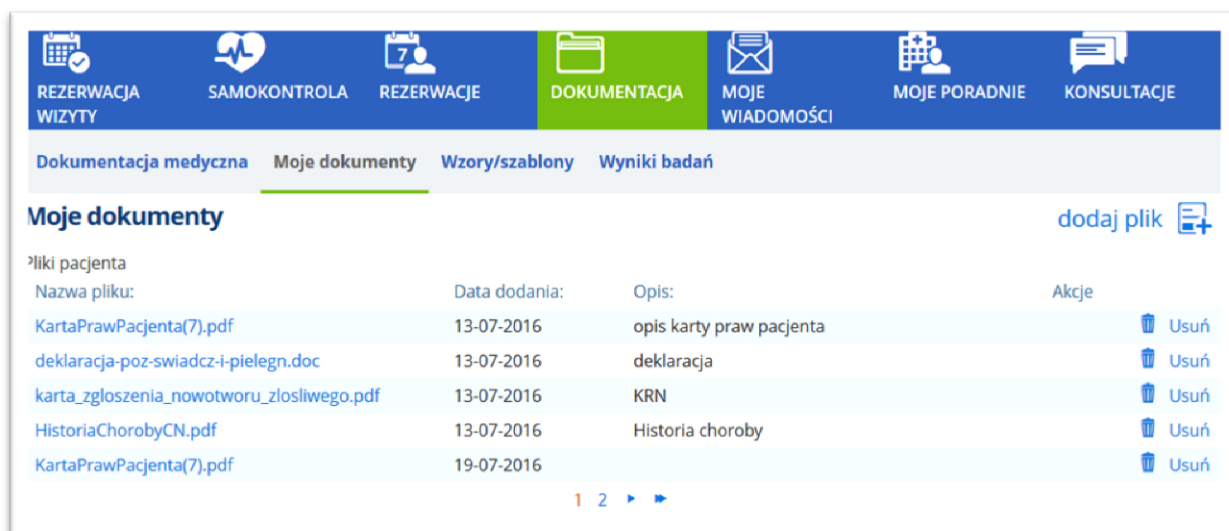 REZERWACJA WIZYTY
SAMOKONTROLA
7
REZERWACJE
DOKUMENTACJA
MOJE WIADOMOŚCI
MOJE PORADNIE
KONSULTACJE
Dokumentacja medyczna Moje dokumenty Wzory/szablony Wyniki badań
Moje dokumenty dodaj plik
Pliki pacjenta
Nazwa pliku: Data dodania: Opis: Akcje
KartaPrawPacjenta(7).pdf 13-07-2016 opis karty praw pacjenta Usuń
deklaracja-poz-swiadcz-i-pielegn.doc 13-07-2016 deklaracja Usuń
karta_zgloszenia_nowotworu_zlosliwego.pdf 13-07-2016 KRN Usuń
HistoriaChorobyCN.pdf 13-07-2016 Historia choroby Usuń
KartaPrawPacjenta(7).pdf 19-07-2016 Usuń
1 2